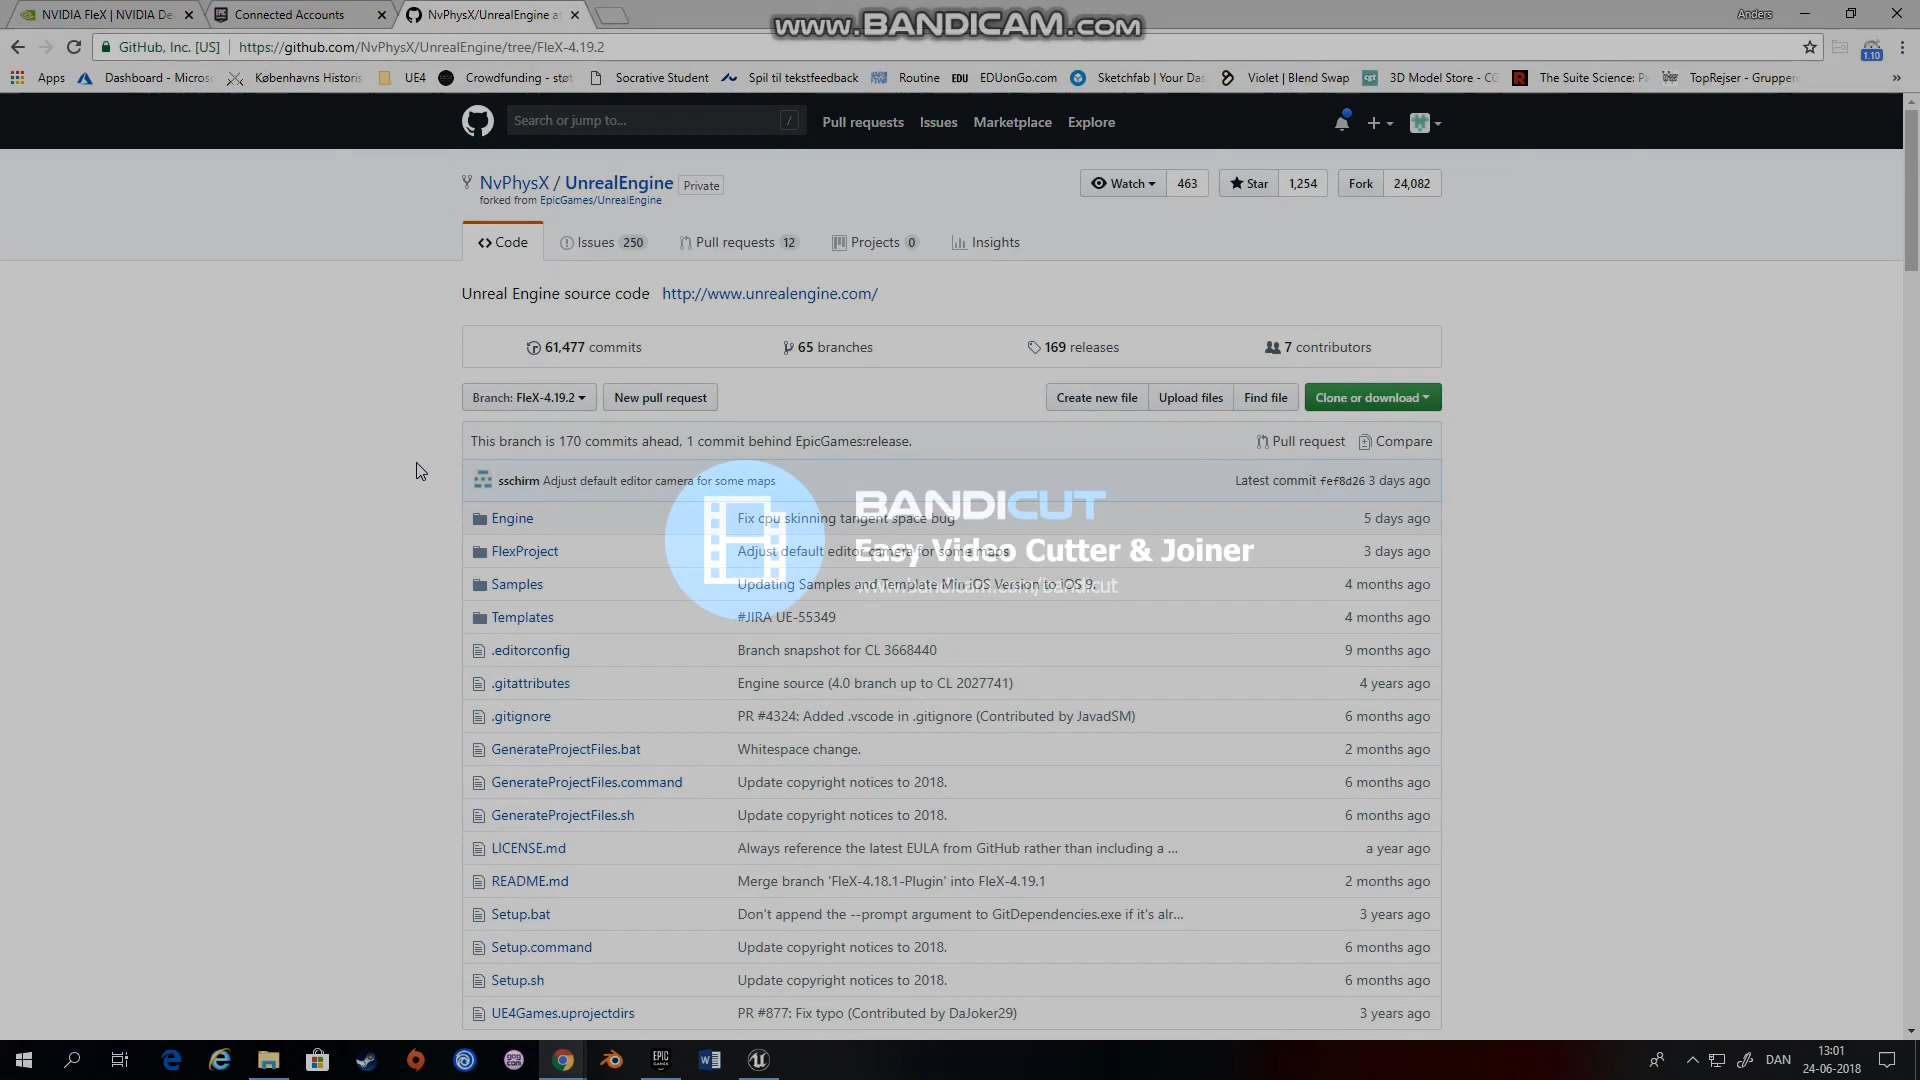 NVIDIA FleX | NVIDIA De
Connected Accounts
NvPhysX/UnrealEngine a
www.BANDICAM.com
Anders
GitHub, Inc. [US]
https://github.com/NvPhysX/UnrealEngine/tree/FleX-4.19.2
1.10
Apps
Dashboard - Micros
Københavns Historis
UE4
Crowdfunding - støt
Socrative Student
Spil til tekstfeedback
Routine
EDU
EDUonGo.com
Sketchfab | Your Das
Violet | Blend Swap
cgt
3D Model Store - CG
The Suite Science: Pa
TopRejser - Gruppe
»
Search or jump to...
/
Pull requests
Issues
Marketplace
Explore
NvPhysX / UnrealEngine
Private
Watch
463
Star
1,254
Fork
24,082
forked from EpicGames/UnrealEngine
Code
Issues 250
Pull requests 12
Projects 0
Insights
Unreal Engine source code
http://www.unrealengine.com/
61,477 commits
65 branches
169 releases
7 contributors
Branch: FleX-4.19.2
New pull request
Create new file
Upload files
Find file
Clone or download
This branch is 170 commits ahead, 1 commit behind EpicGames:release.
Pull request
Compare
sschirm Adjust default editor camera for some maps
Latest commit fef8d26 3 days ago
BANDICUT
Easy Video Cutter & Joiner
www.bandicam.com/bandicut
Engine
Fix cpu skinning tangent space bug
5 days ago
FlexProject
Adjust default editor camera for some maps
3 days ago
Samples
Updating Samples and Template Min iOS Version to iOS 9.
4 months ago
Templates
#JIRA UE-55349
4 months ago
.editorconfig
Branch snapshot for CL 3668440
9 months ago
.gitattributes
Engine source (4.0 branch up to CL 2027741)
4 years ago
.gitignore
PR #4324: Added .vscode in .gitignore (Contributed by JavadSM)
6 months ago
GenerateProjectFiles.bat
Whitespace change.
2 months ago
GenerateProjectFiles.command
Update copyright notices to 2018.
6 months ago
GenerateProjectFiles.sh
Update copyright notices to 2018.
6 months ago
LICENSE.md
Always reference the latest EULA from GitHub rather than including a ...
a year ago
README.md
Merge branch 'FleX-4.18.1-Plugin' into FleX-4.19.1
2 months ago
Setup.bat
Don't append the --prompt argument to GitDependencies.exe if it's alr...
3 years ago
Setup.command
Update copyright notices to 2018.
6 months ago
Setup.sh
Update copyright notices to 2018.
6 months ago
UE4Games.uprojectdirs
PR #877: Fix typo (Contributed by DaJoker29)
3 years ago
DAN
13:01
24-06-2018